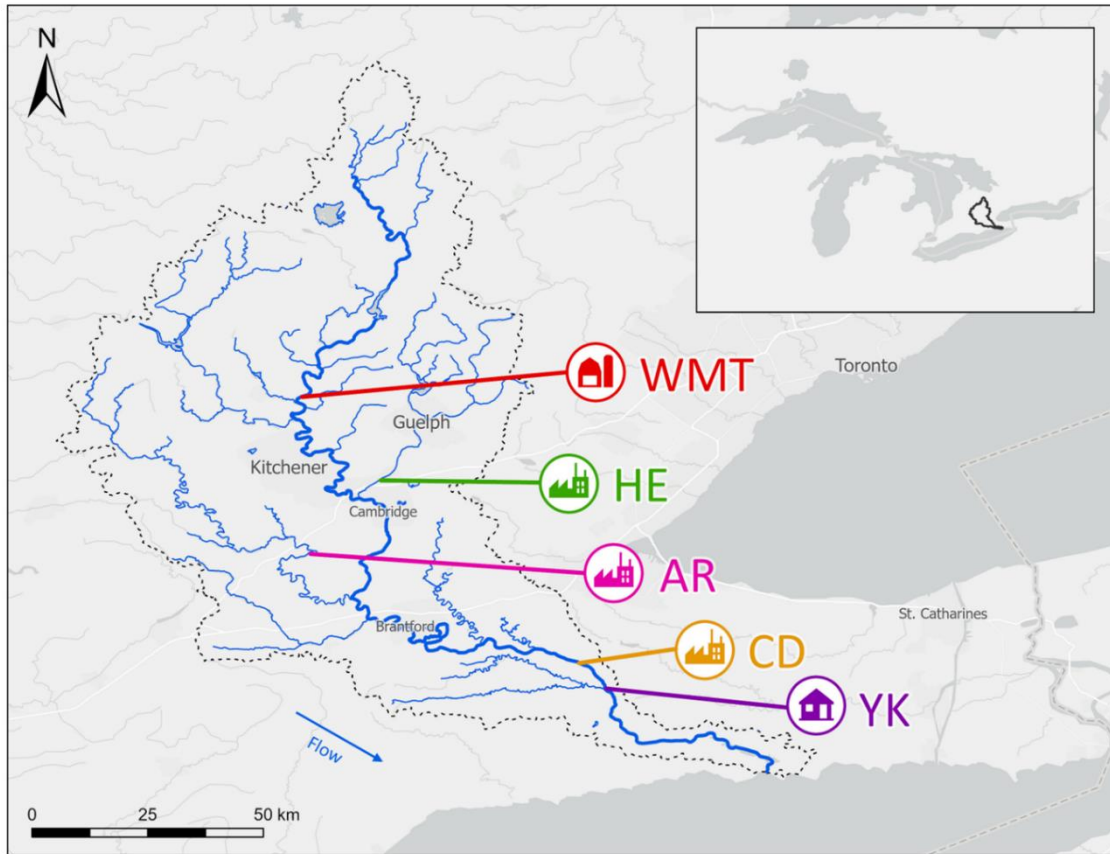 N
Toronto
WMT
Guelph
Kitchener
HE
Cambridge
AR
St. Catharines
Brantford
CD
YK
Flow
0 25 50 km